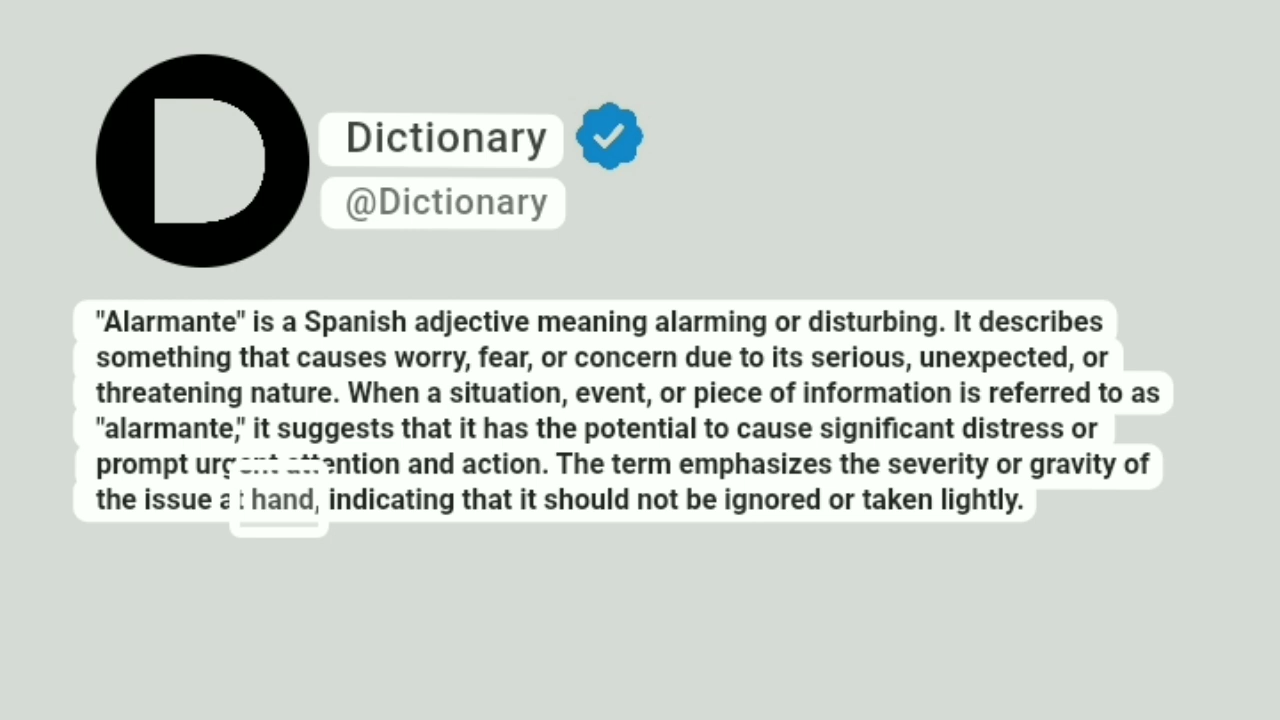 D
Dictionary
@Dictionary
"Alarmante" is a Spanish adjective meaning alarming or disturbing. It describes
something that causes worry, fear, or concern due to its serious, unexpected, or
threatening nature. When a situation, event, or piece of information is referred to as
"alarmante," it suggests that it has the potential to cause significant distress or
prompt urgent attention and action. The term emphasizes the severity or gravity of
the issue at hand, indicating that it should not be ignored or taken lightly.